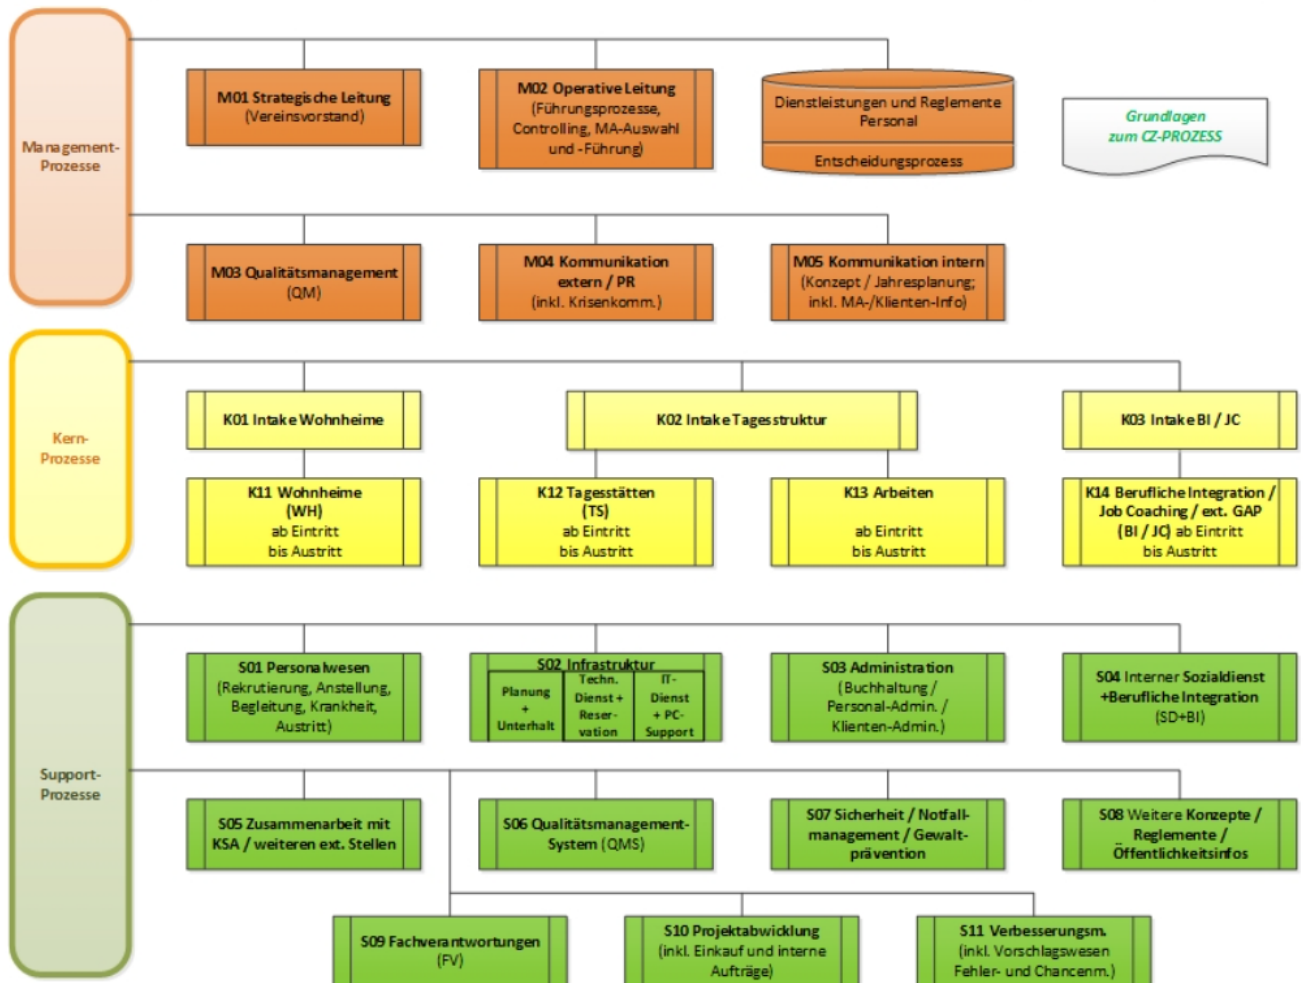 Management-
Prozesse
M01 Strategische Leitung
(Vereinsvorstand)
M02 Operative Leitung
(Führungsprozesse,
Controlling, MA-Auswahl
und -Führung)
Dienstleistungen und Reglemente
Personal
Entscheidungsprozess
Grundlagen
zum CZ-PROZESS
M03 Qualitätsmanagement
(QM)
M04 Kommunikation
extern / PR
(inkl. Krisenkomm.)
M05 Kommunikation intern
(Konzept / Jahresplanung;
inkl. MA-/Klienten-Info)
Kern-
Prozesse
K01 Intake Wohnheime
K02 Intake Tagesstruktur
K03 Intake BI / JC
K11 Wohnheime
(WH)
ab Eintritt
bis Austritt
K12 Tagesstätten
(TS)
ab Eintritt
bis Austritt
K13 Arbeiten
ab Eintritt
bis Austritt
K14 Berufliche Integration /
Job Coaching / ext. GAP
(BI / JC) ab Eintritt
bis Austritt
Support-
Prozesse
S01 Personalwesen
(Rekrutierung, Anstellung,
Begleitung, Krankheit,
Austritt)
S02 Infrastruktur
Planung
+
Unterhalt
Techn.
Dienst +
Reser-
vation
IT-
Dienst
+ PC-
Support
S03 Administration
(Buchhaltung /
Personal-Admin. /
Klienten-Admin.)
S04 Interner Sozialdienst
+Berufliche Integration
(SD+BI)
S05 Zusammenarbeit mit
KSA / weiteren ext. Stellen
S06 Qualitätsmanagement-
System (QMS)
S07 Sicherheit / Notfall-
management / Gewalt-
prävention
S08 Weitere Konzepte /
Reglemente /
Öffentlichkeitsinfos
S09 Fachverantwortungen
(FV)
S10 Projektabwicklung
(inkl. Einkauf und interne
Aufträge)
S11 Verbesserungsm.
(inkl. Vorschlagswesen
Fehler- und Chancenm.)